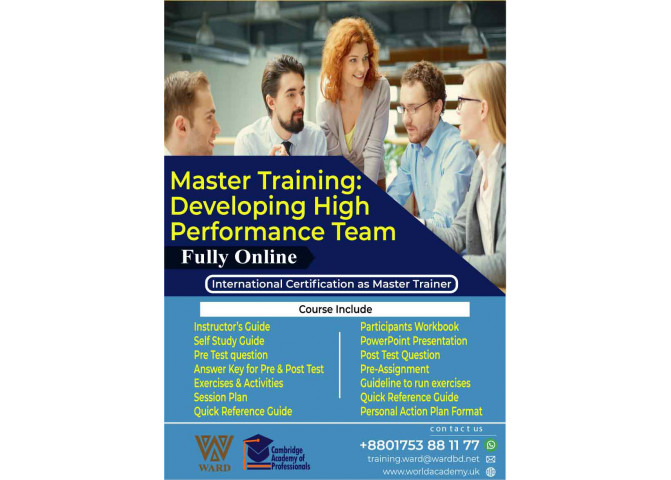 Master Training:
Developing High
Performance Team
Fully Online
International Certification as Master Trainer
Course Include
Instructor's Guide
Self Study Guide
Pre Test question
Answer Key for Pre & Post Test
Exercises & Activities
Session Plan
Quick Reference Guide
Participants Workbook
PowerPoint Presentation
Post Test Question
Pre-Assignment
Guideline to run exercises
Quick Reference Guide
Personal Action Plan Format
contact us
+8801753 88 11 77
training.ward@wardbd.net
www.worldacademy.uk
WARD
Cambridge
Academy of
Professionals